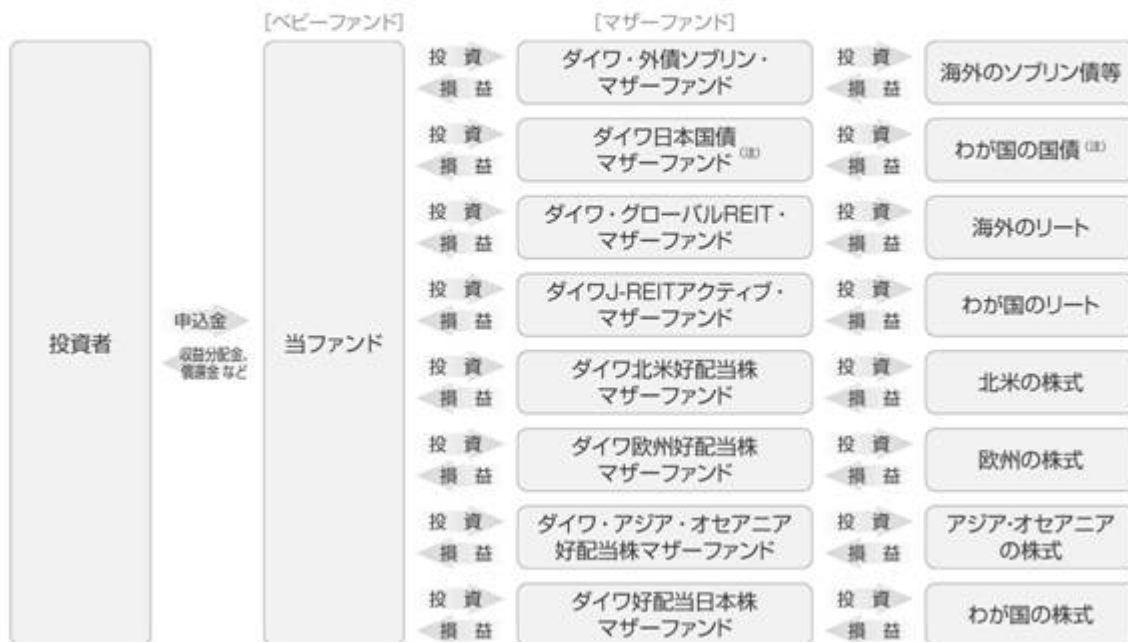 [ベビーファンド]
[マザーファンド]
投資者
申込金
収益分配金、
償還金 など
当ファンド
投 資
損 益
ダイワ・外債ソブリン・
マザーファンド
投 資
損 益
海外のソブリン債等
投 資
損 益
ダイワ日本国債
マザーファンド (注)
投 資
損 益
わが国の国債 (注)
投 資
損 益
ダイワ・グローバルREIT・
マザーファンド
投 資
損 益
海外のリート
投 資
損 益
ダイワJ-REITアクティブ・
マザーファンド
投 資
損 益
わが国のリート
投 資
損 益
ダイワ北米好配当株
マザーファンド
投 資
損 益
北米の株式
投 資
損 益
ダイワ欧州好配当株
マザーファンド
投 資
損 益
欧州の株式
投 資
損 益
ダイワ・アジア・オセアニア
好配当株マザーファンド
投 資
損 益
アジア・オセアニア
の株式
投 資
損 益
ダイワ好配当日本株
マザーファンド
投 資
損 益
わが国の株式